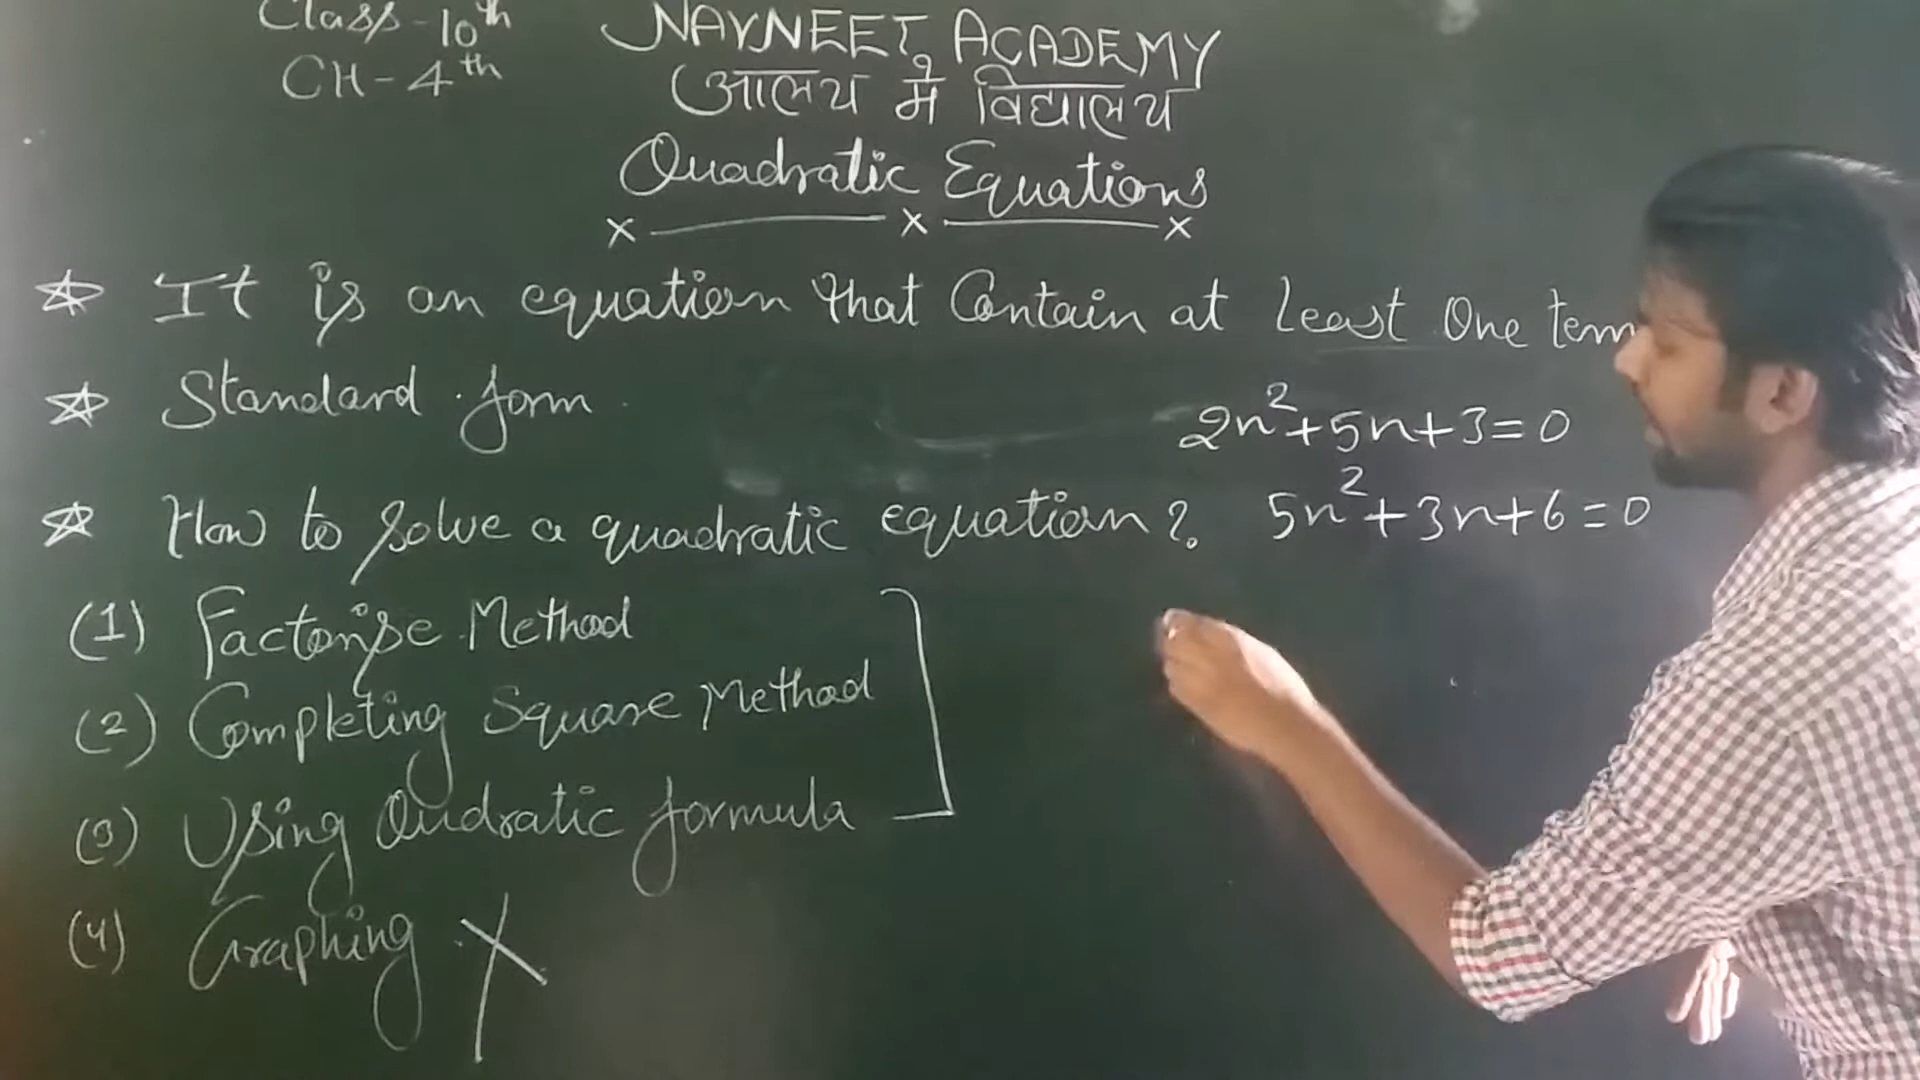 Class-10th
CH-4th
NAVNEET ACADEMY
आलय में विद्यालय
Quadratic Equations
It is an equation that Contain at least One term
Standard form
2n²+5n+3=0
How to solve a quadratic equation?
5n²+3n+6=0
(1) Factorise Method
(2) Completing Square Method
(3) Using Qudratic formula
(4) Graphing X